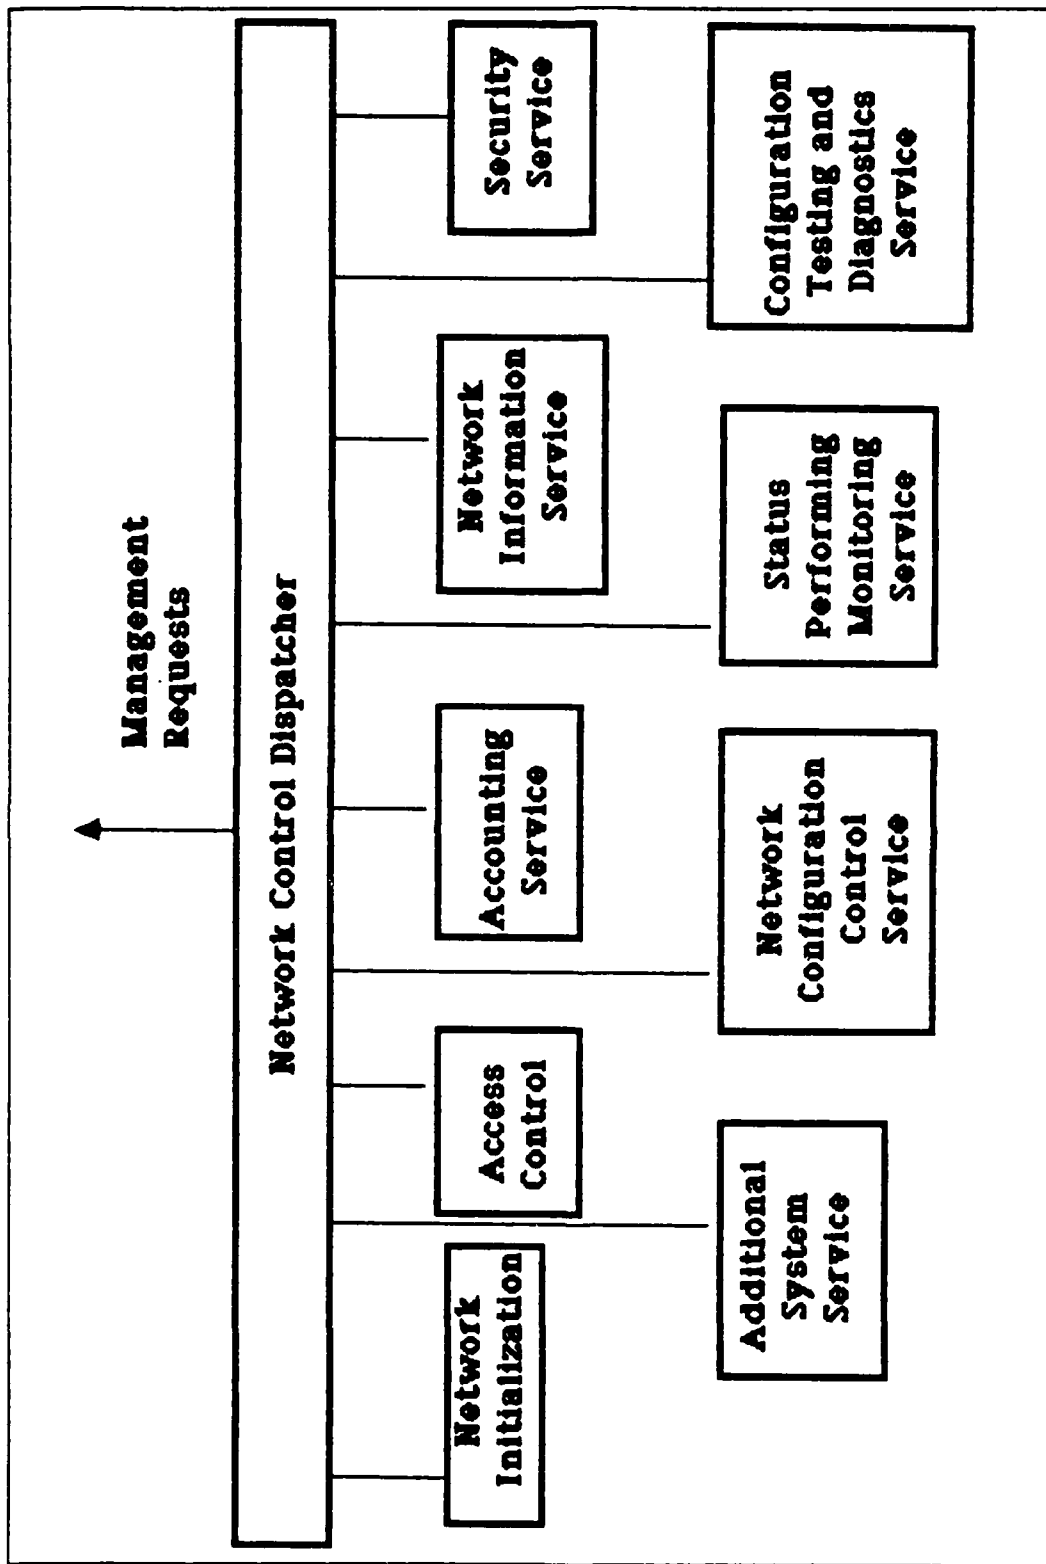 Management
Requests
Network Control Dispatcher
Network
Initialization
Access
Control
Accounting
Service
Network
Information
Service
Security
Service
Additional
System
Service
Network
Configuration
Control
Service
Status
Performing
Monitoring
Service
Configuration
Testing and
Diagnostics
Service